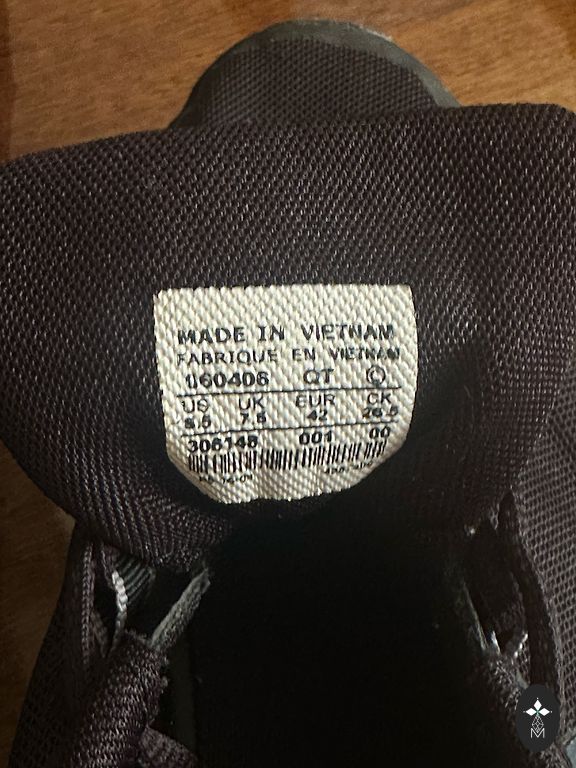 MADE IN VIETNAM
FABRIQUE EN VIETNAM
060406 QT
US UK EUR CK
8.5 7.5 42 26.5
306148 001 00
M